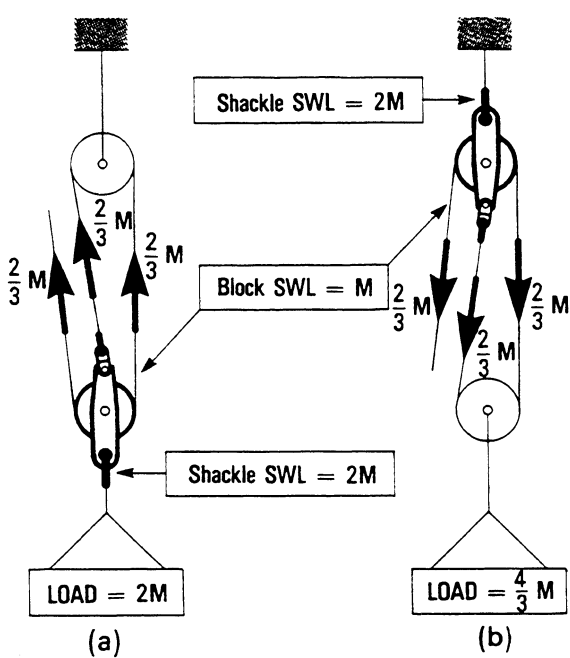 Shackle SWL = 2M
2/3 M
2/3 M
2/3 M
Block SWL = M
2/3 M
2/3 M
2/3 M
Shackle SWL = 2M
LOAD = 2M
LOAD = 4/3 M
(a)
(b)